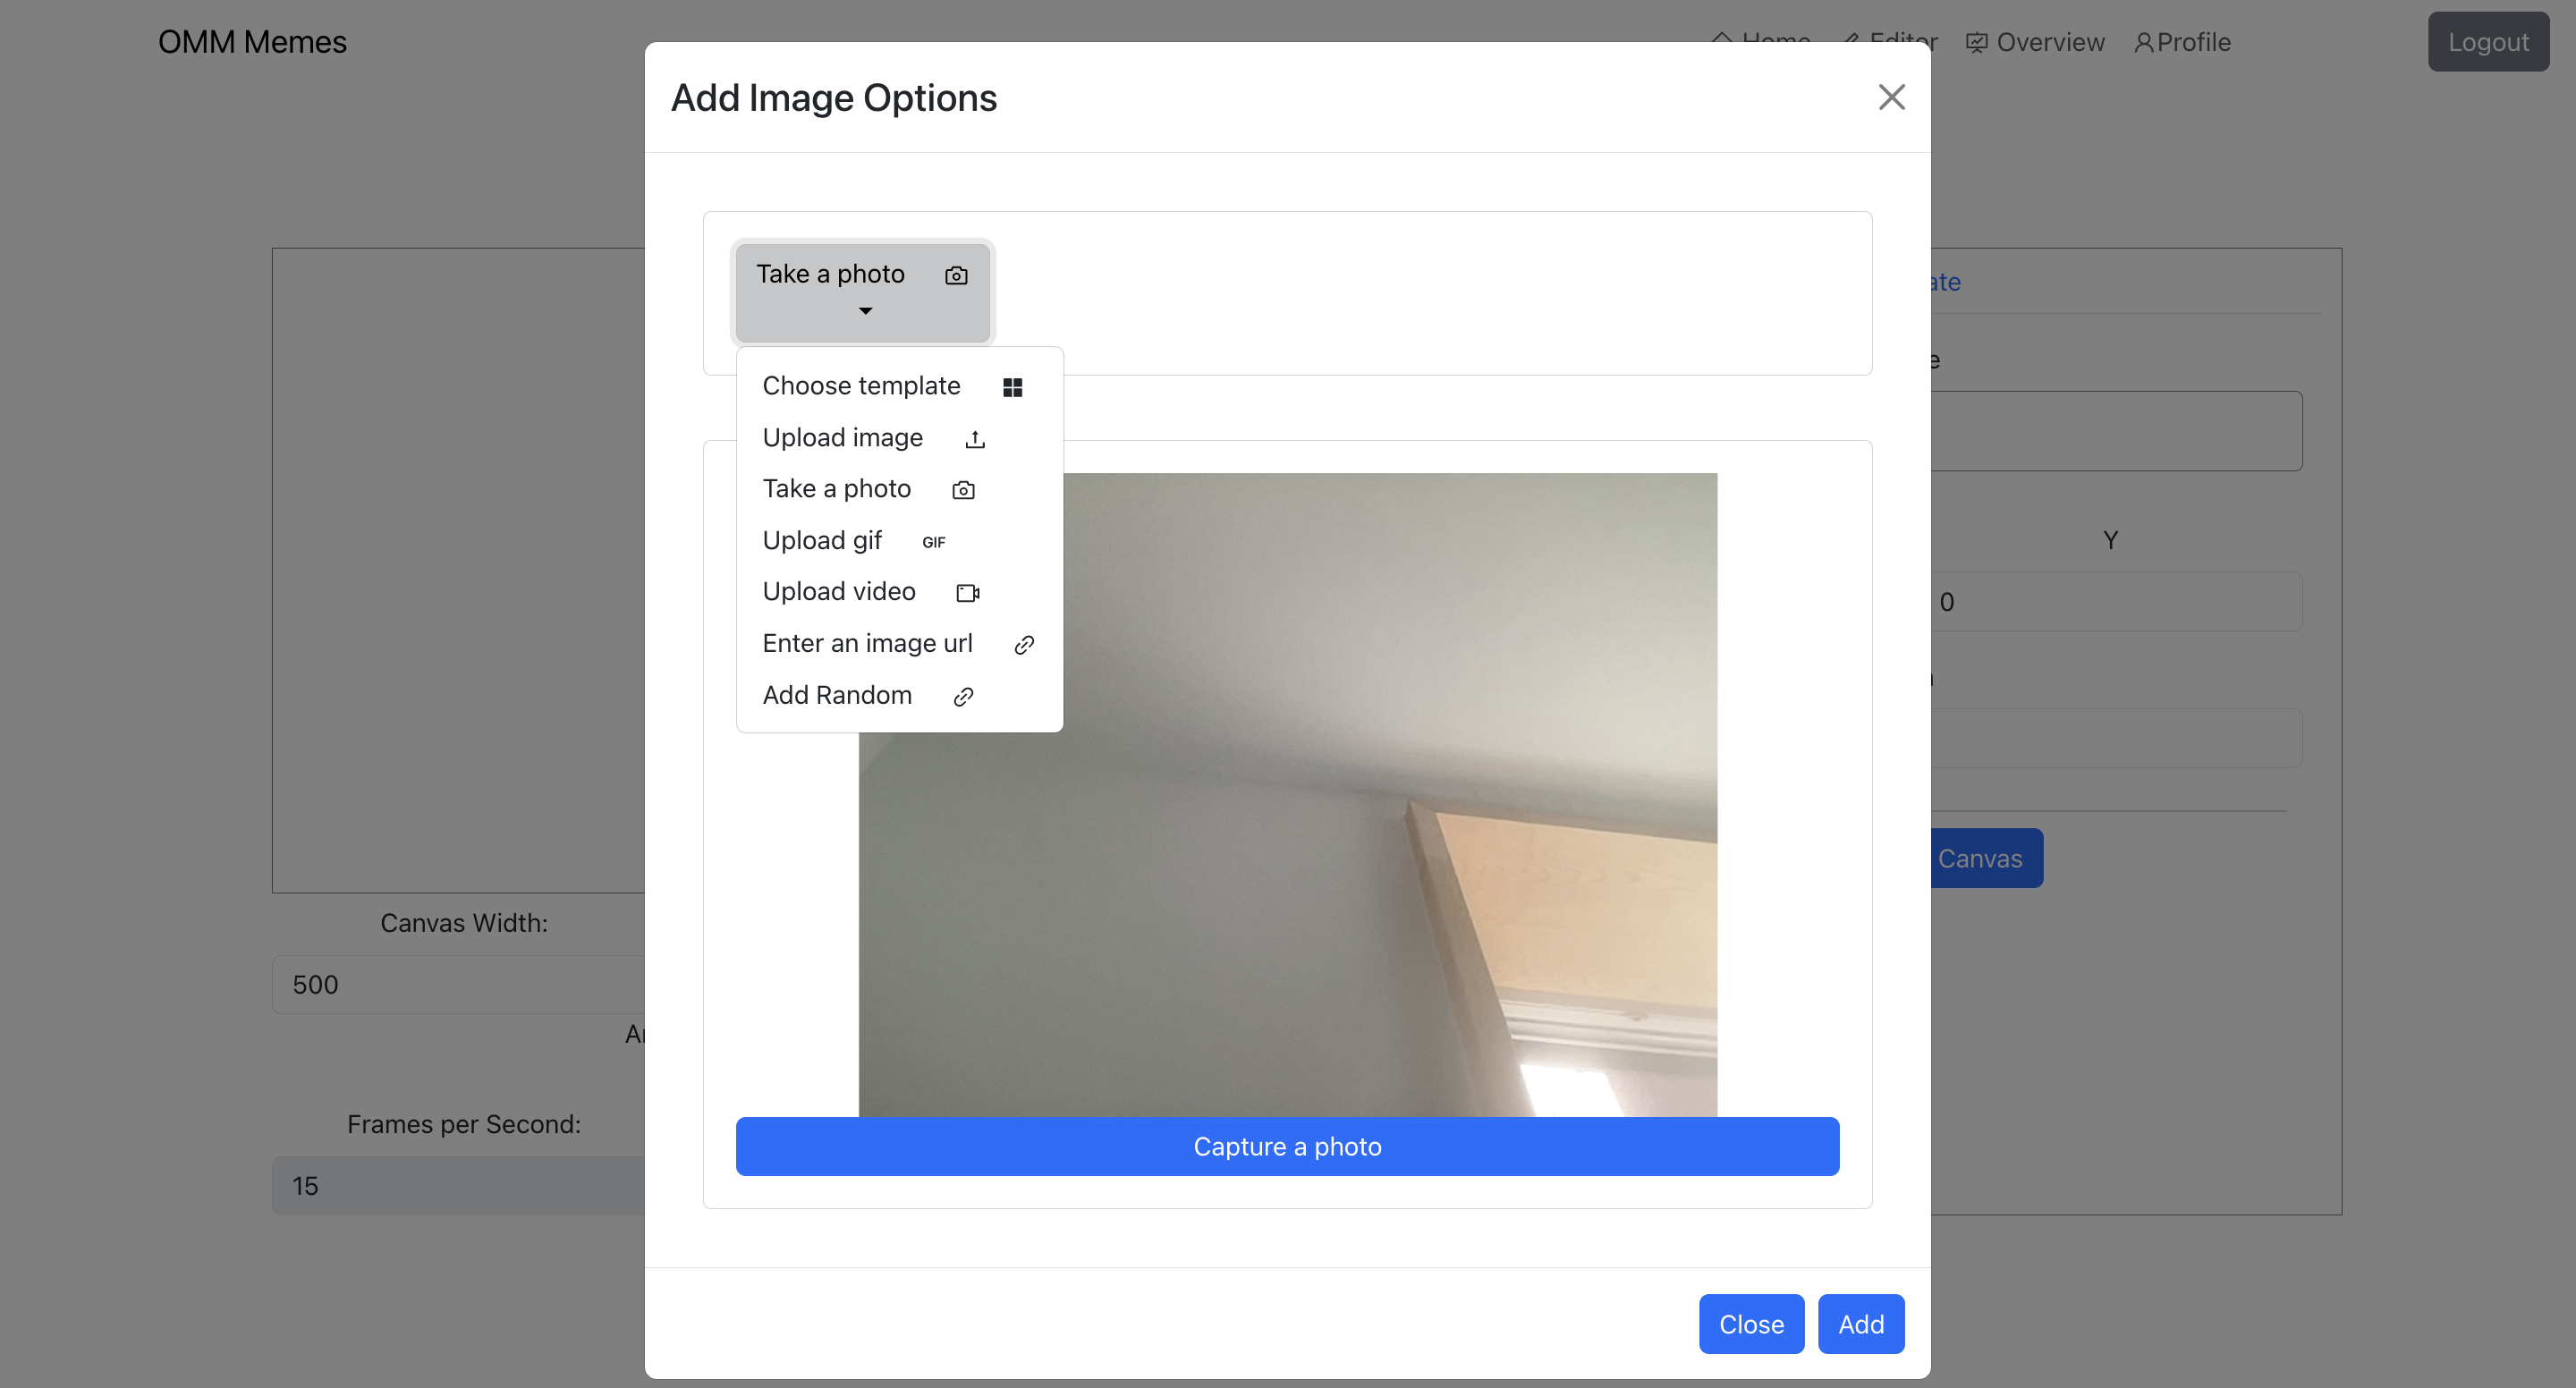 OMM Memes
Home
Editor
Overview
Profile
Logout
Add Image Options
Take a photo
Choose template
Upload image
Take a photo
Upload gif GIF
Upload video
Enter an image url
Add Random
Y
0
Canvas
Canvas Width:
500
Frames per Second:
15
Capture a photo
Close
Add